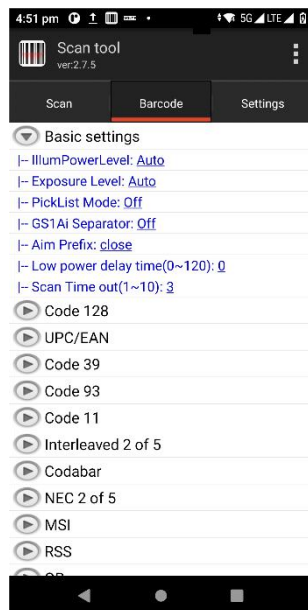 4:51 pm 5G LTE
Scan tool
ver:2.7.5
Scan Barcode Settings
Basic settings
|-- IllumPowerLevel: Auto
|-- Exposure Level: Auto
|-- PickList Mode: Off
|-- GS1Ai Separator: Off
|-- Aim Prefix: close
|-- Low power delay time(0~120): 0
|-- Scan Time out(1~10): 3
Code 128
UPC/EAN
Code 39
Code 93
Code 11
Interleaved 2 of 5
Codabar
NEC 2 of 5
MSI
RSS